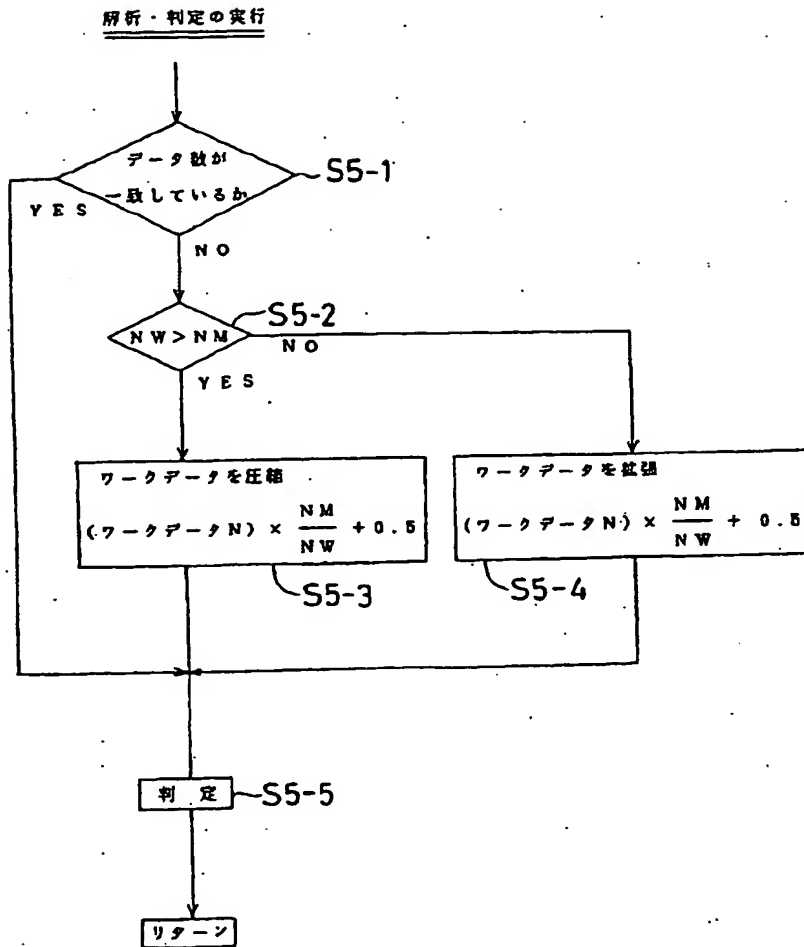 解析・判定の実行
データ数が
一致しているか
S5-1
YES
NO
S5-2
NW>NM
NO
YES
ワークデータを圧縮
(ワークデータN) × NM/NW + 0.5
S5-3
ワークデータを拡張
(ワークデータN) × NM/NW + 0.5
S5-4
判定
S5-5
リターン